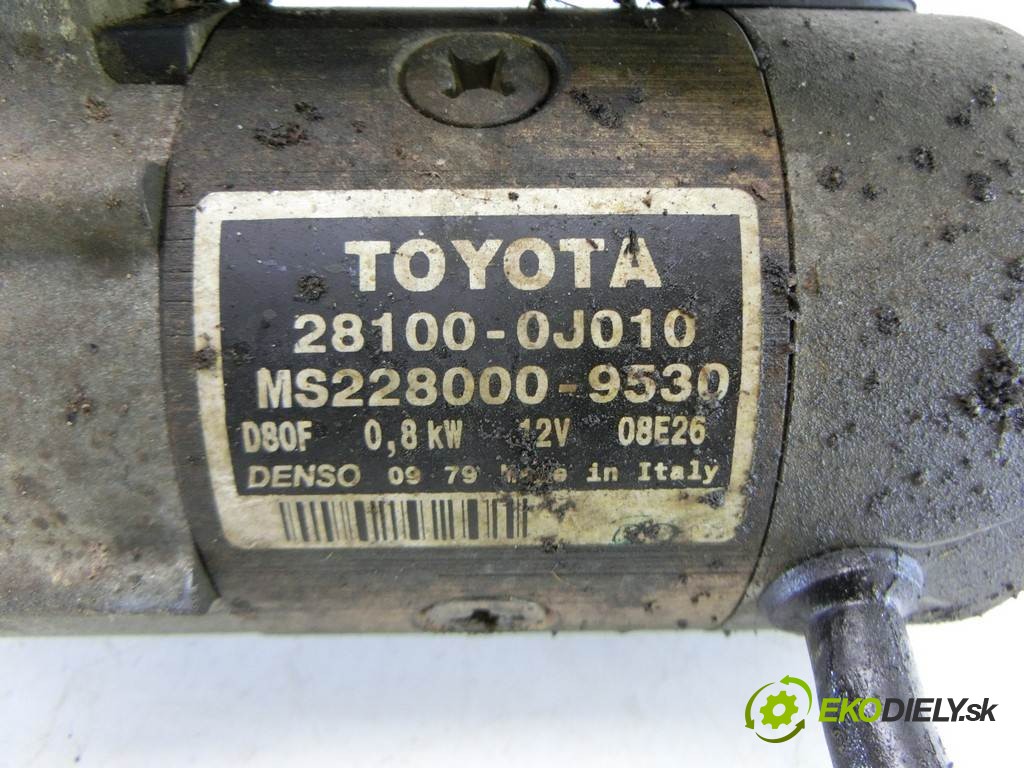 TOYOTA
28100-0J010
MS228000-9530
D80F 0,8 kW 12V 08E26
DENSO 09 79 in Italy
EKODIELY.sk